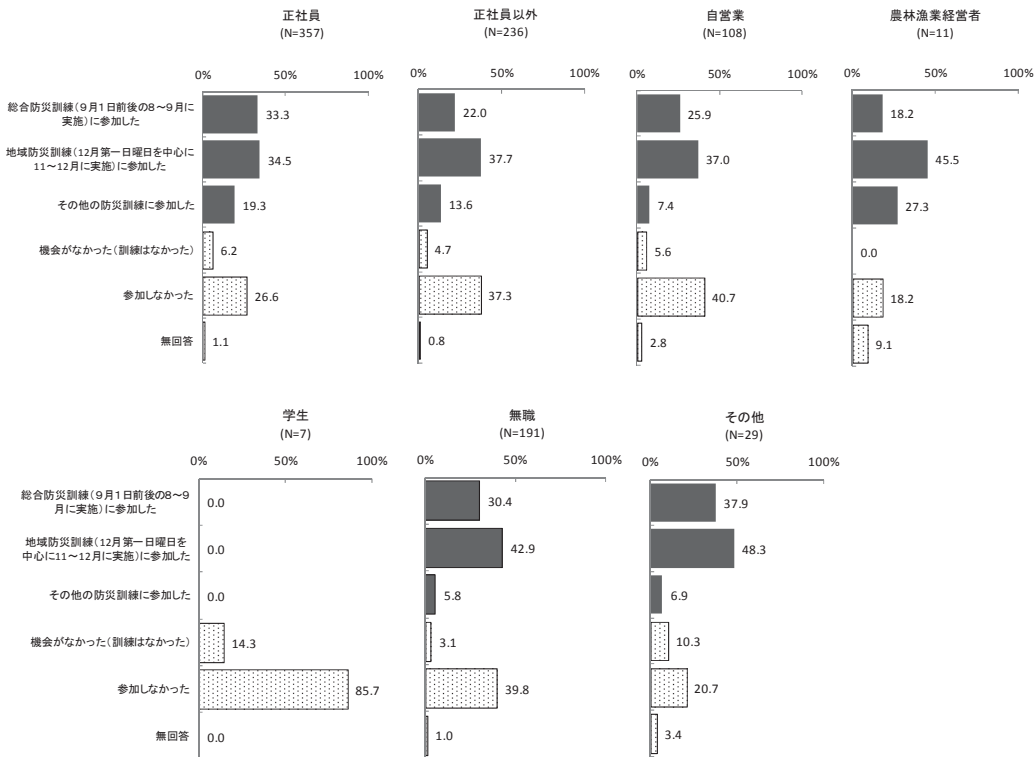 正社員
(N=357)
正社員以外
(N=236)
自営業
(N=108)
農林漁業経営者
(N=11)
0% 50% 100%
0% 50% 100%
0% 50% 100%
0% 50% 100%
総合防災訓練(9月1日前後の8～9月に
実施)に参加した
33.3 22.0 25.9 18.2
地域防災訓練(12月第一日曜日を中心に
11～12月に実施)に参加した
34.5 37.7 37.0 45.5
その他の防災訓練に参加した
19.3 13.6 7.4 27.3
機会がなかった(訓練はなかった)
6.2 4.7 5.6 0.0
参加しなかった
26.6 37.3 40.7 18.2
無回答
1.1 0.8 2.8 9.1
学生
(N=7)
無職
(N=191)
その他
(N=29)
0% 50% 100%
0% 50% 100%
0% 50% 100%
総合防災訓練(9月1日前後の8～9
月に実施)に参加した
0.0 30.4 37.9
地域防災訓練(12月第一日曜日を
中心に11～12月に実施)に参加した
0.0 42.9 48.3
その他の防災訓練に参加した
0.0 5.8 6.9
機会がなかった(訓練はなかった)
14.3 3.1 10.3
参加しなかった
85.7 39.8 20.7
無回答
0.0 1.0 3.4